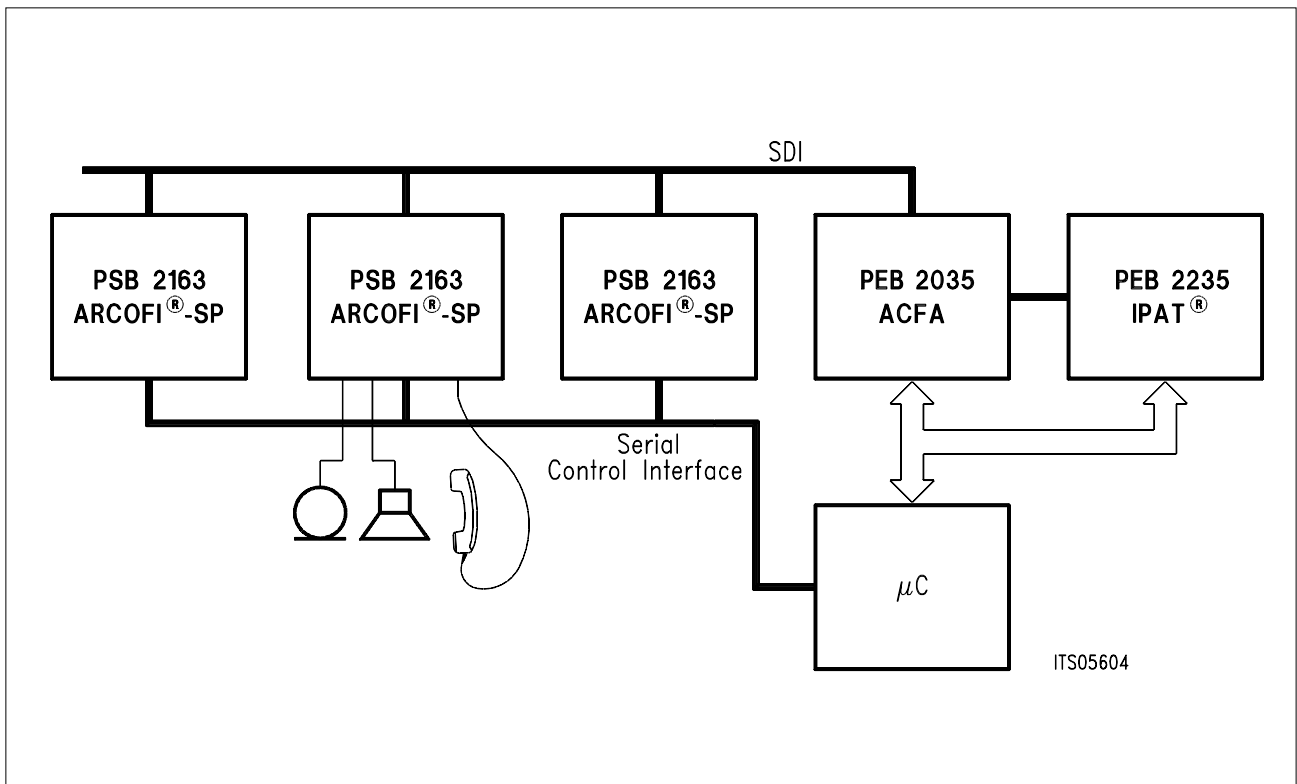 SDI
PSB 2163
ARCOFI®-SP
PSB 2163
ARCOFI®-SP
PSB 2163
ARCOFI®-SP
PEB 2035
ACFA
PEB 2235
IPAT®
Serial
Control Interface
μC
ITS05604